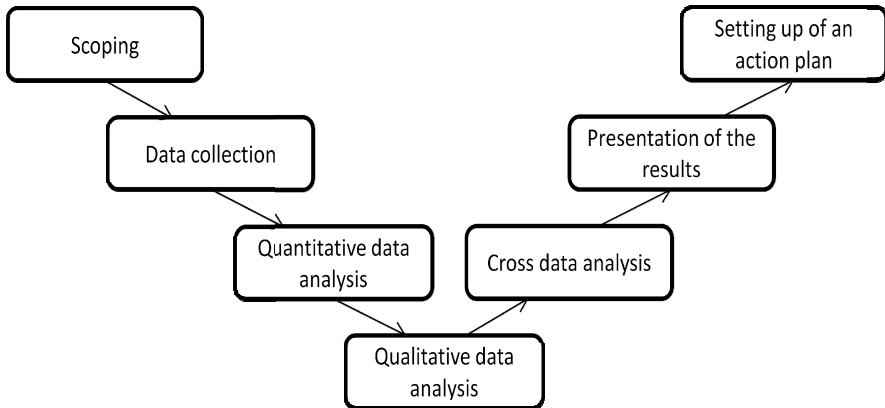 Scoping
Data collection
Quantitative data
analysis
Qualitative data
analysis
Cross data analysis
Presentation of the
results
Setting up of an
action plan